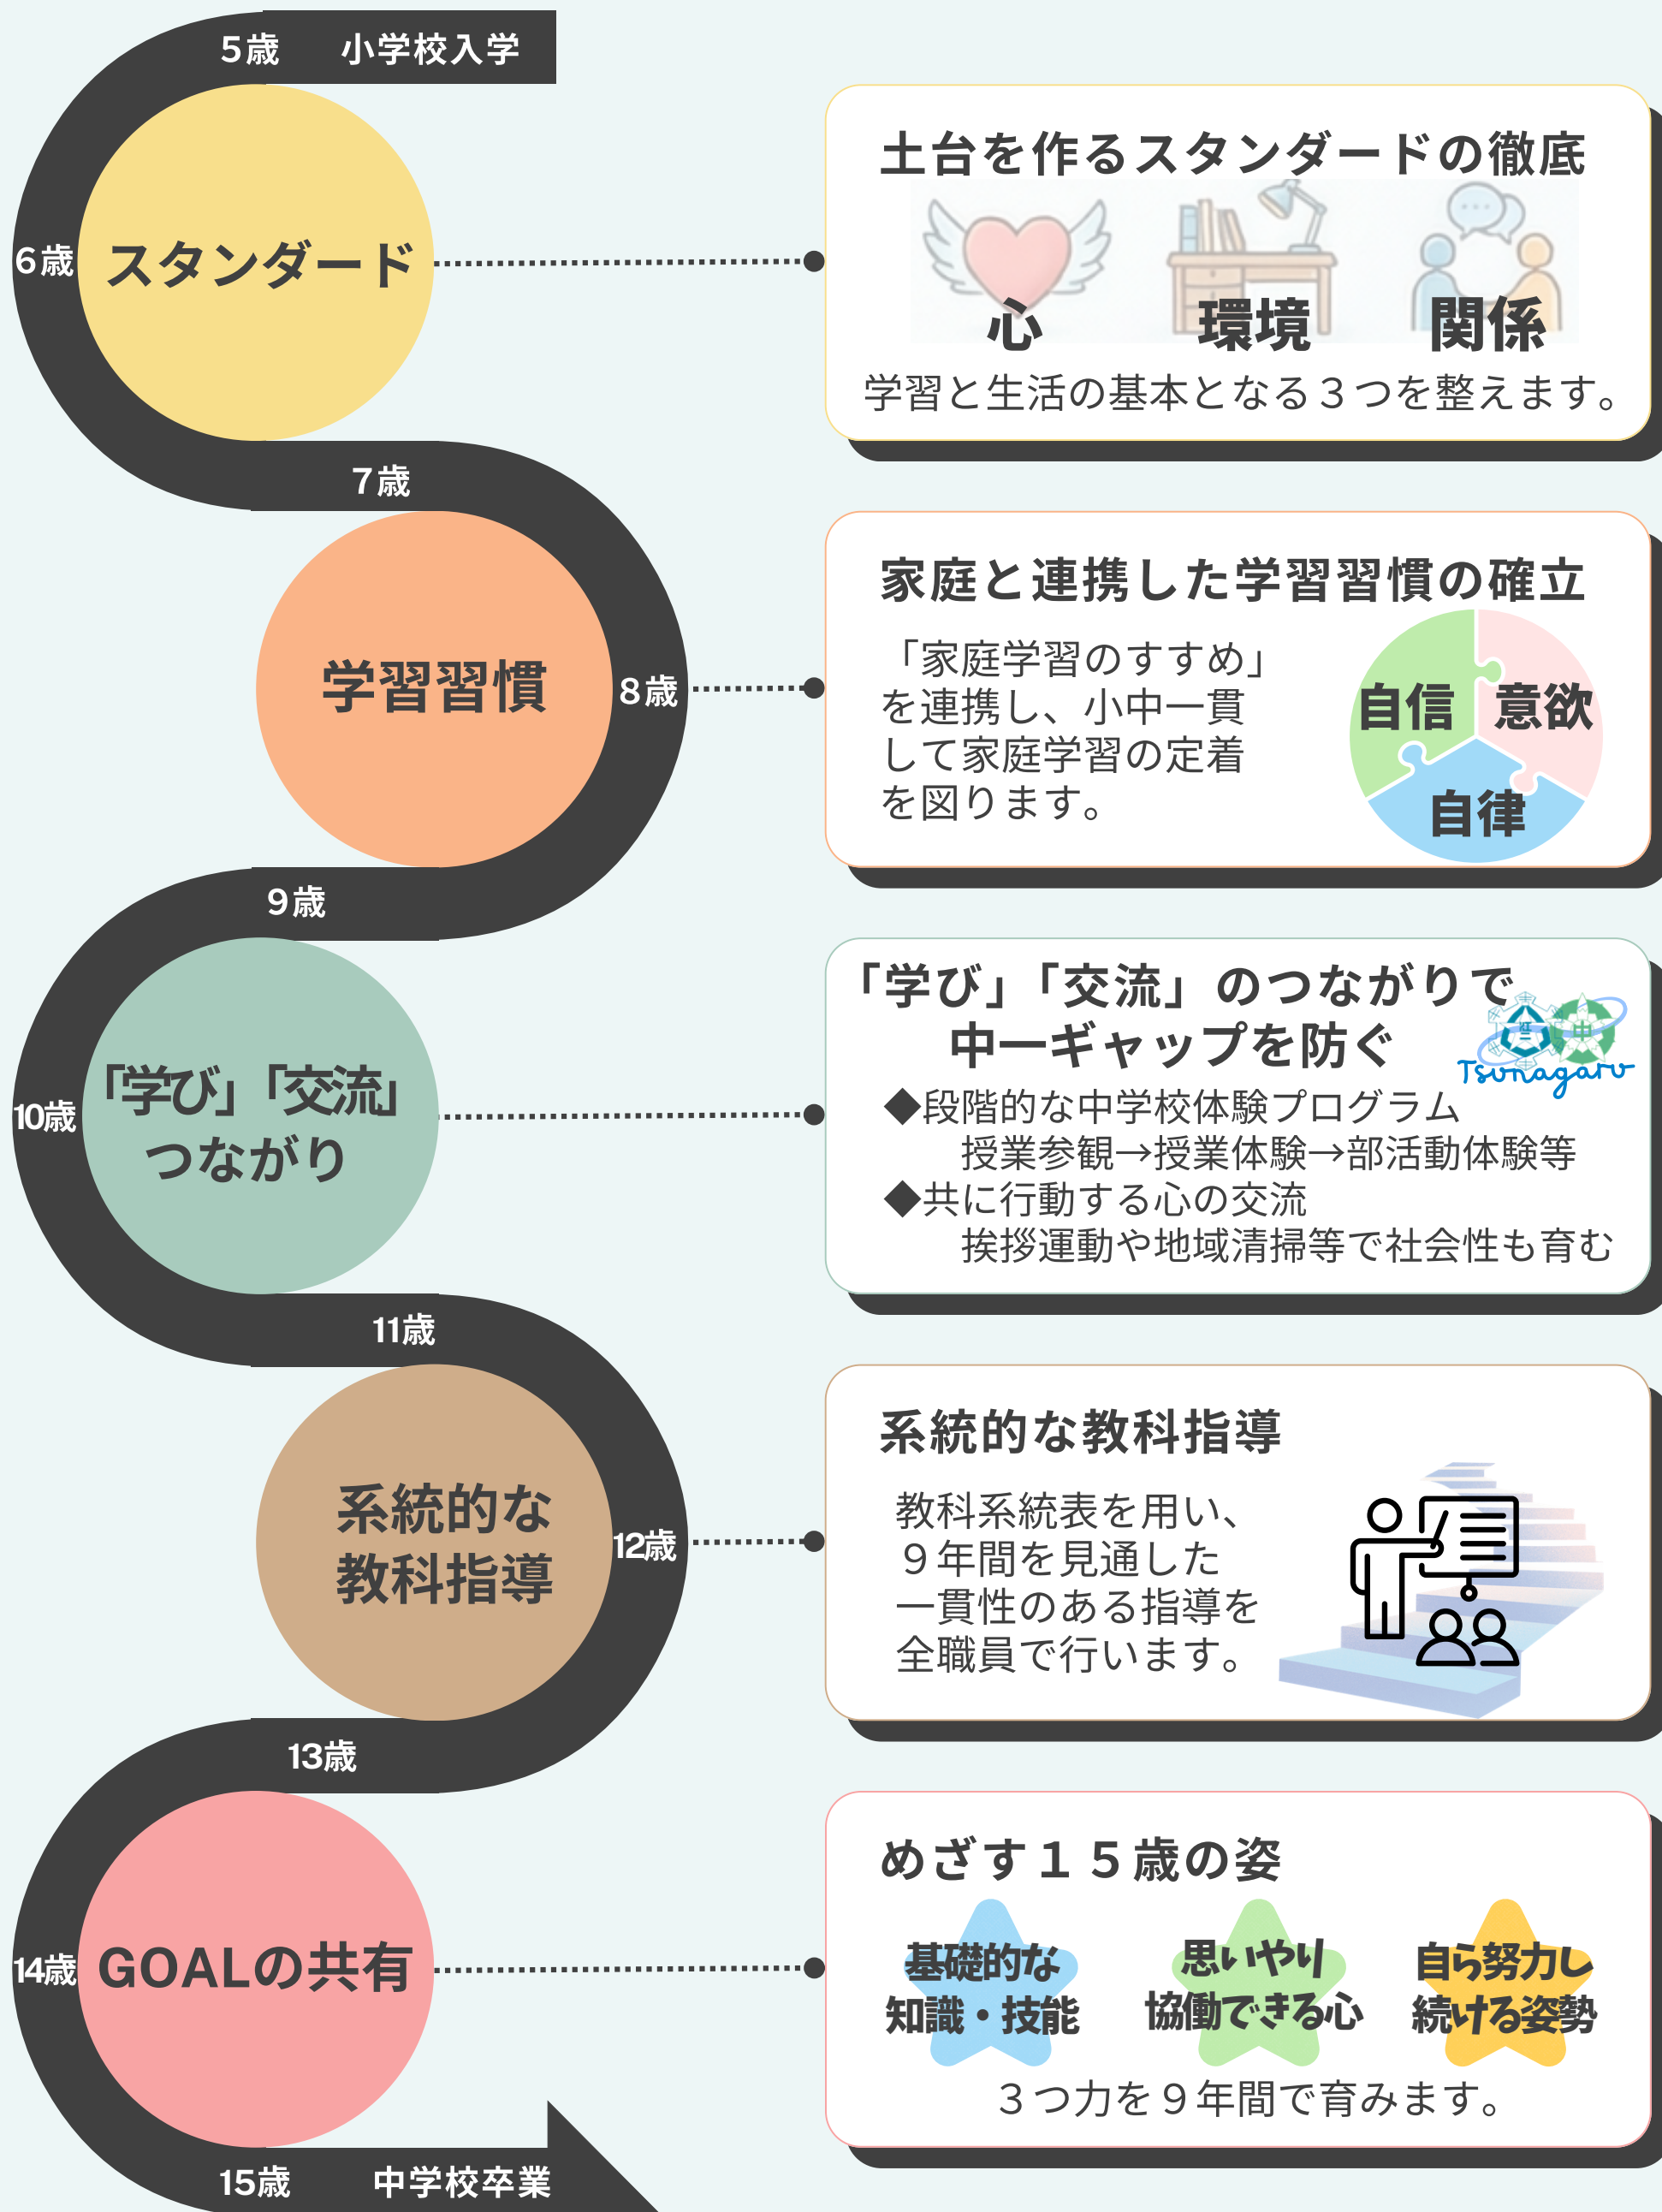 ５歳　小学校入学
6歳
スタンダード
土台を作るスタンダードの徹底
心　環境　関係
学習と生活の基本となる３つを整えます。
７歳
学習習慣
8歳
家庭と連携した学習習慣の確立
「家庭学習のすすめ」
を連携し、小中一貫
して家庭学習の定着
を図ります。
自信　意欲
自律
９歳
10歳
「学び」「交流」
つながり
「学び」「交流」のつながりで
中一ギャップを防ぐ
中
Tsunagaru
◆段階的な中学校体験プログラム
授業参観→授業体験→部活動体験等
◆共に行動する心の交流
挨拶運動や地域清掃等で社会性も育む
11歳
系統的な
教科指導
12歳
系統的な教科指導
教科系統表を用い、
９年間を見通した
一貫性のある指導を
全職員で行います。
13歳
14歳
GOALの共有
めざす１５歳の姿
基礎的な
知識・技能
思いやり
協働できる心
自ら努力し
続ける姿勢
３つ力を９年間で育みます。
15歳　中学校卒業